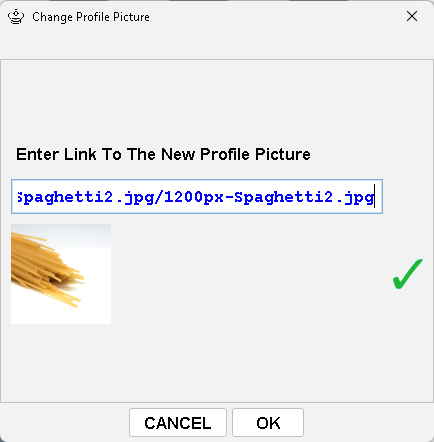 Change Profile Picture
Enter Link To The New Profile Picture
Spaghetti2.jpg/1200px-Spaghetti2.jpg
CANCEL
OK